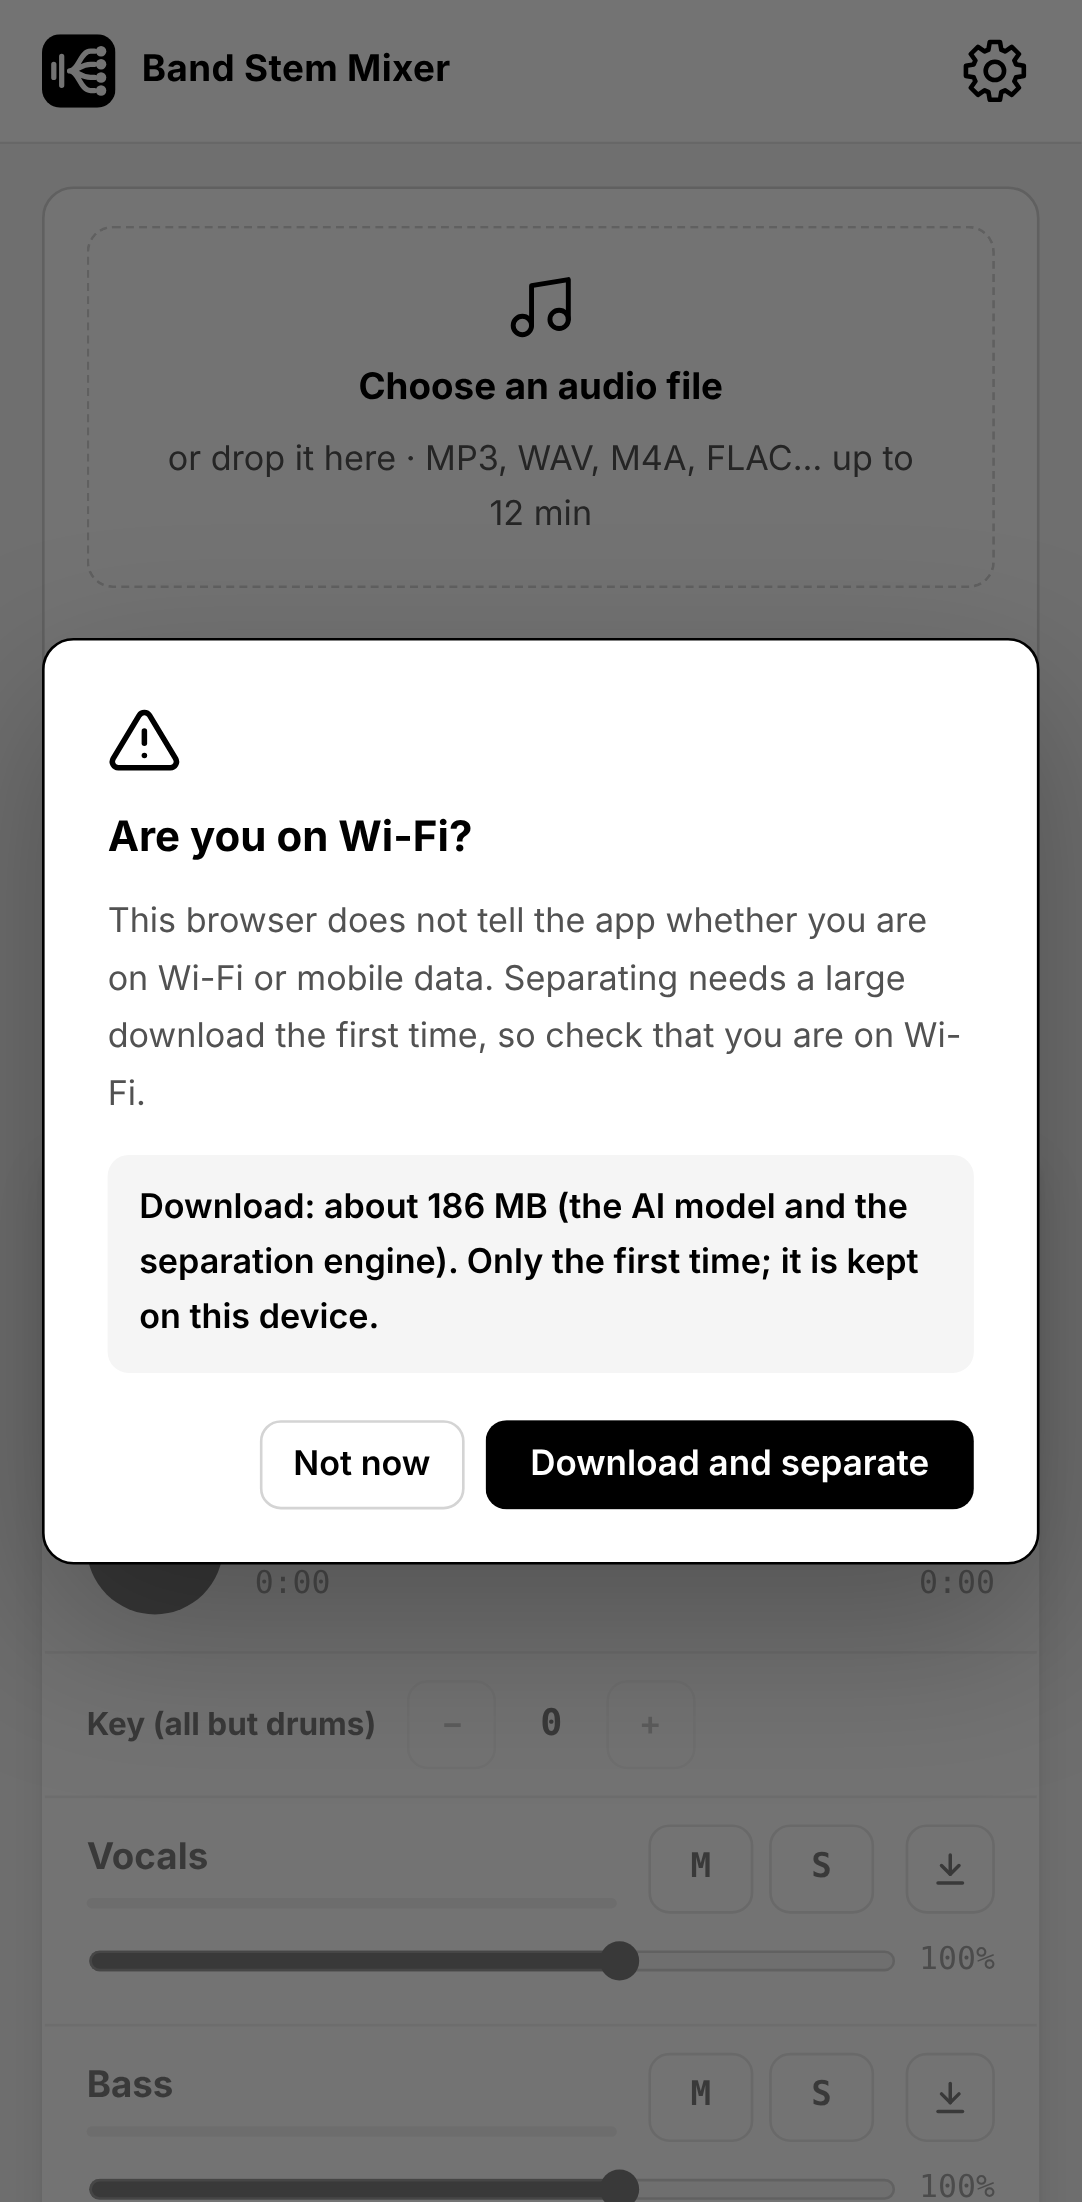 Band Stem Mixer
Choose an audio file
or drop it here · MP3, WAV, M4A, FLAC... up to
12 min
Are you on Wi-Fi?
This browser does not tell the app whether you are
on Wi-Fi or mobile data. Separating needs a large
download the first time, so check that you are on Wi-
Fi.
Download: about 186 MB (the AI model and the
separation engine). Only the first time; it is kept
on this device.
Not now
Download and separate
0:00
0:00
Key (all but drums)
−
0
+
Vocals
M
S
100%
Bass
M
S
100%